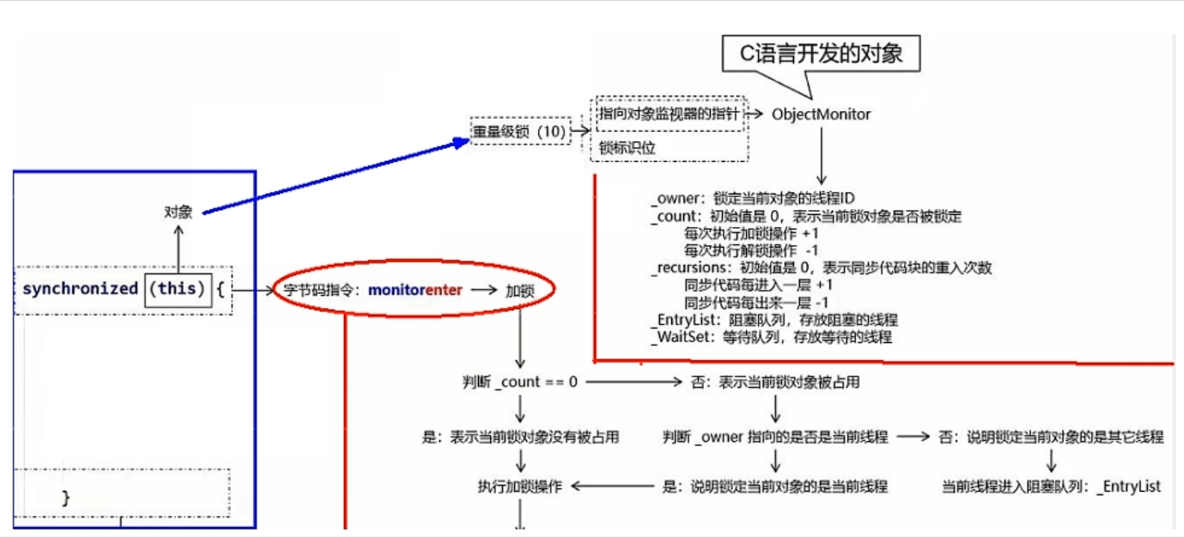 C语言开发的对象
指向对象监视器的指针
ObjectMonitor
重量级锁（10）
锁标识位
_owner：锁定当前对象的线程ID
_count：初始值是 0，表示当前锁对象是否被锁定
每次执行加锁操作 +1
每次执行解锁操作 -1
_recursions：初始值是 0，表示同步代码块的重入次数
同步代码每进入一层 +1
同步代码每出来一层 -1
_EntryList：阻塞队列，存放阻塞的线程
_WaitSet：等待队列，存放等待的线程
对象
synchronized (this) {
字节码指令：monitorenter
加锁
判断 _count == 0
否：表示当前锁对象被占用
是：表示当前锁对象没有被占用
判断 _owner 指向的是否是当前线程
否：说明锁定当前对象的是其它线程
执行加锁操作
是：说明锁定当前对象的是当前线程
当前线程进入阻塞队列：_EntryList
}